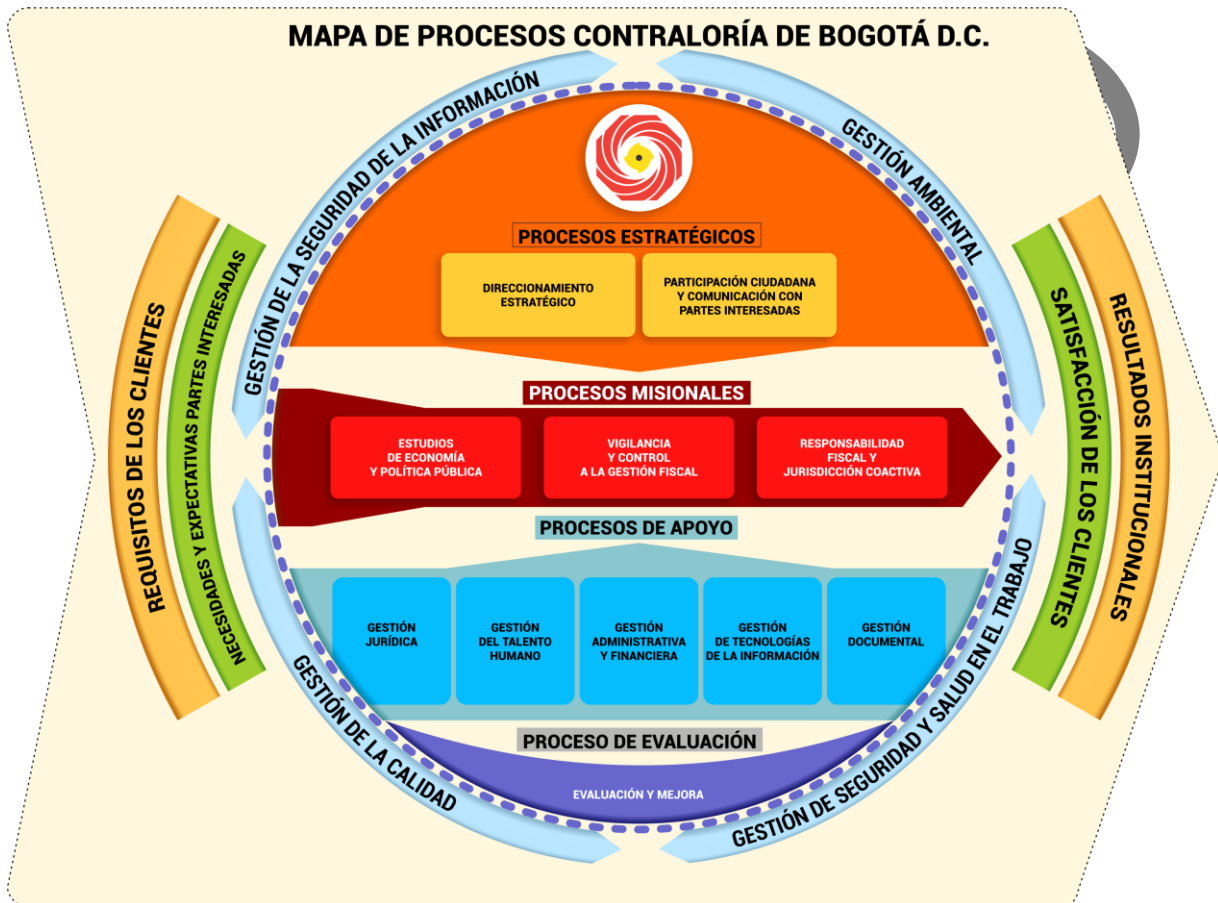 MAPA DE PROCESOS CONTRALORÍA DE BOGOTÁ D.C.
REQUISITOS DE LOS CLIENTES
NECESIDADES Y EXPECTATIVAS PARTES INTERESADAS
GESTIÓN DE LA SEGURIDAD DE LA INFORMACIÓN
GESTIÓN AMBIENTAL
PROCESOS ESTRATÉGICOS
DIRECCIONAMIENTO
ESTRATÉGICO
PARTICIPACIÓN CIUDADANA
Y COMUNICACIÓN CON
PARTES INTERESADAS
PROCESOS MISIONALES
ESTUDIOS
DE ECONOMÍA
Y POLÍTICA PÚBLICA
VIGILANCIA
Y CONTROL
A LA GESTIÓN FISCAL
RESPONSABILIDAD
FISCAL Y
JURISDICCIÓN COACTIVA
PROCESOS DE APOYO
GESTIÓN
JURÍDICA
GESTIÓN
DEL TALENTO
HUMANO
GESTIÓN
ADMINISTRATIVA
Y FINANCIERA
GESTIÓN
DE TECNOLOGÍAS
DE LA INFORMACIÓN
GESTIÓN
DOCUMENTAL
PROCESO DE EVALUACIÓN
EVALUACIÓN Y MEJORA
GESTIÓN DE LA CALIDAD
GESTIÓN DE SEGURIDAD Y SALUD EN EL TRABAJO
SATISFACCIÓN DE LOS CLIENTES
RESULTADOS INSTITUCIONALES